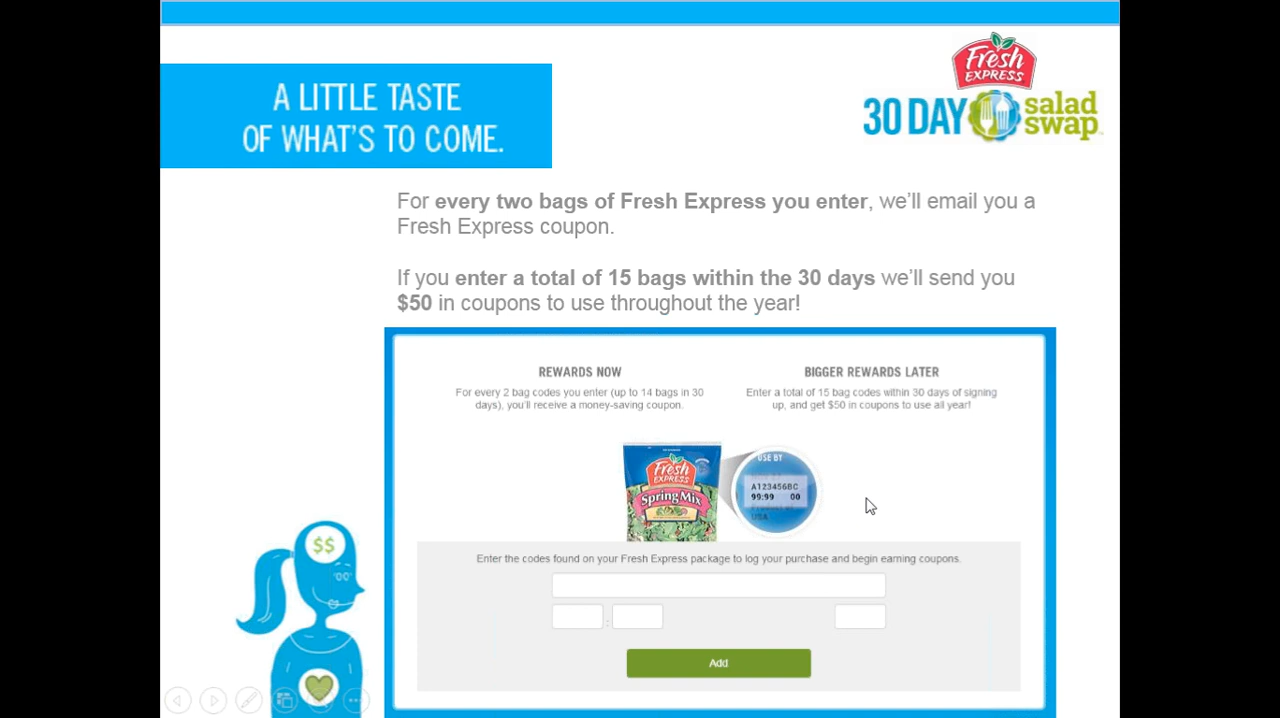 A LITTLE TASTE
OF WHAT'S TO COME.
Fresh
EXPRESS
30 DAY salad
swap
For every two bags of Fresh Express you enter, we'll email you a
Fresh Express coupon.
If you enter a total of 15 bags within the 30 days we'll send you
$50 in coupons to use throughout the year!
REWARDS NOW
For every 2 bag codes you enter (up to 14 bags in 30
days), you'll receive a money-saving coupon.
BIGGER REWARDS LATER
Enter a total of 15 bag codes within 30 days of signing
up, and get $50 in coupons to use all year!
Fresh
EXPRESS
Spring Mix
USE BT
A123456BC
99:99 00
USA
Enter the codes found on your Fresh Express package to log your purchase and begin earning coupons.
:
Add
$$